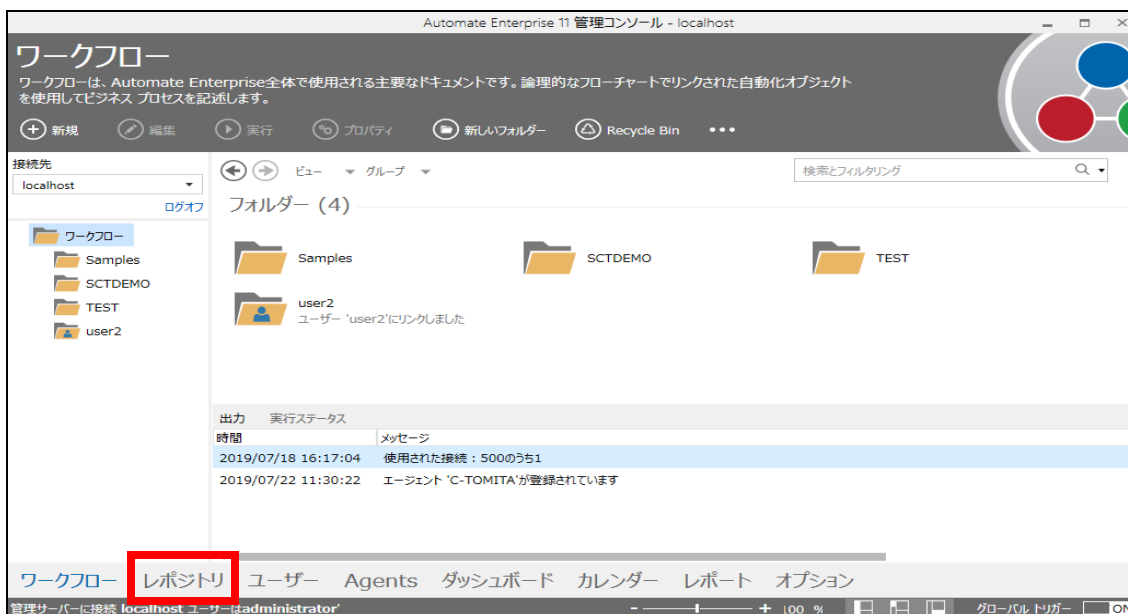 Automate Enterprise 11 管理コンソール - localhost
ワークフロー
ワークフローは、Automate Enterprise全体で使用される主要なドキュメントです。論理的なフローチャートでリンクされた自動化オブジェクト
を使用してビジネス プロセスを記述します。
新規 編集 実行 プロパティ 新しいフォルダー Recycle Bin •••
接続先
localhost
ログオフ
ワークフロー
Samples
SCTDEMO
TEST
user2
ビュー グループ
検索とフィルタリング
フォルダー (4)
Samples SCTDEMO TEST
user2
ユーザー 'user2'にリンクしました
出力 実行ステータス
時間 メッセージ
2019/07/18 16:17:04 使用された接続：500のうち1
2019/07/22 11:30:22 エージェント 'C-TOMITA'が登録されています
ワークフロー レポジトリ ユーザー Agents ダッシュボード カレンダー レポート オプション
管理サーバーに接続 localhost ユーザーはadministrator' - + 100 % グローバル トリガー ON